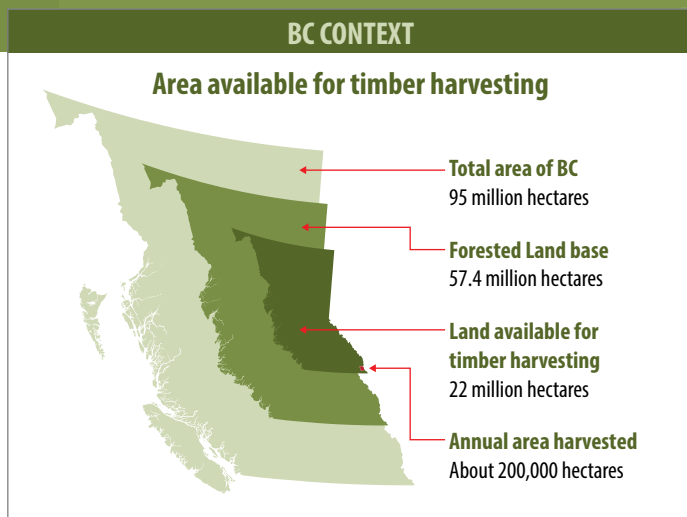 BC CONTEXT
Area available for timber harvesting
Total area of BC
95 million hectares
Forested Land base
57.4 million hectares
Land available for
timber harvesting
22 million hectares
Annual area harvested
About 200,000 hectares